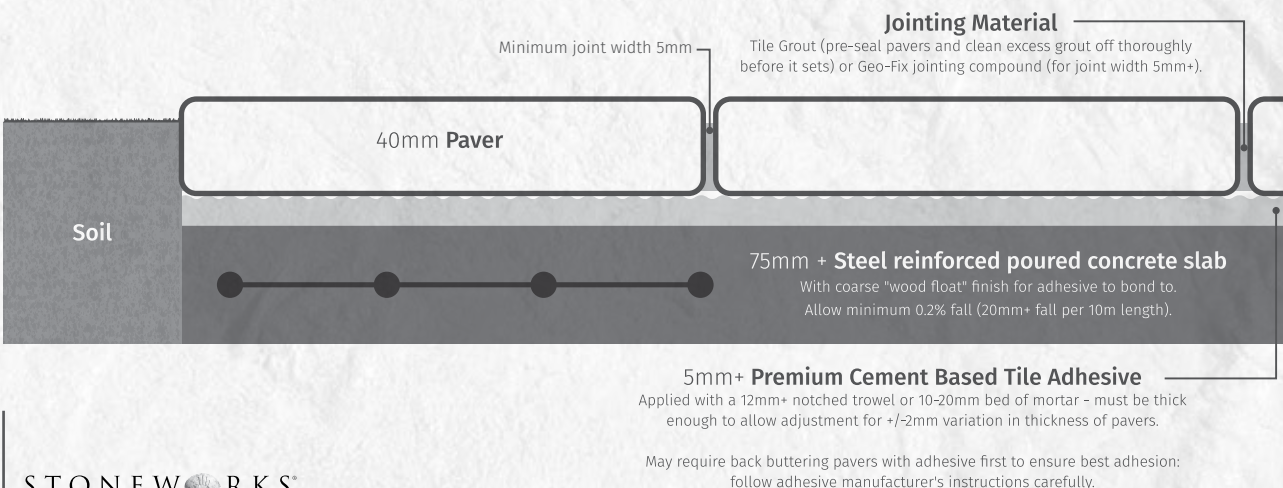 Jointing Material
Minimum joint width 5mm
Tile Grout (pre-seal pavers and clean excess grout off thoroughly
before it sets) or Geo-Fix jointing compound (for joint width 5mm+).
40mm Paver
Soil
75mm + Steel reinforced poured concrete slab
With coarse "wood float" finish for adhesive to bond to.
Allow minimum 0.2% fall (20mm+ fall per 10m length).
5mm+ Premium Cement Based Tile Adhesive
Applied with a 12mm+ notched trowel or 10-20mm bed of mortar - must be thick
enough to allow adjustment for +/-2mm variation in thickness of pavers.
May require back buttering pavers with adhesive first to ensure best adhesion:
follow adhesive manufacturer's instructions carefully.
STONEWORKS®